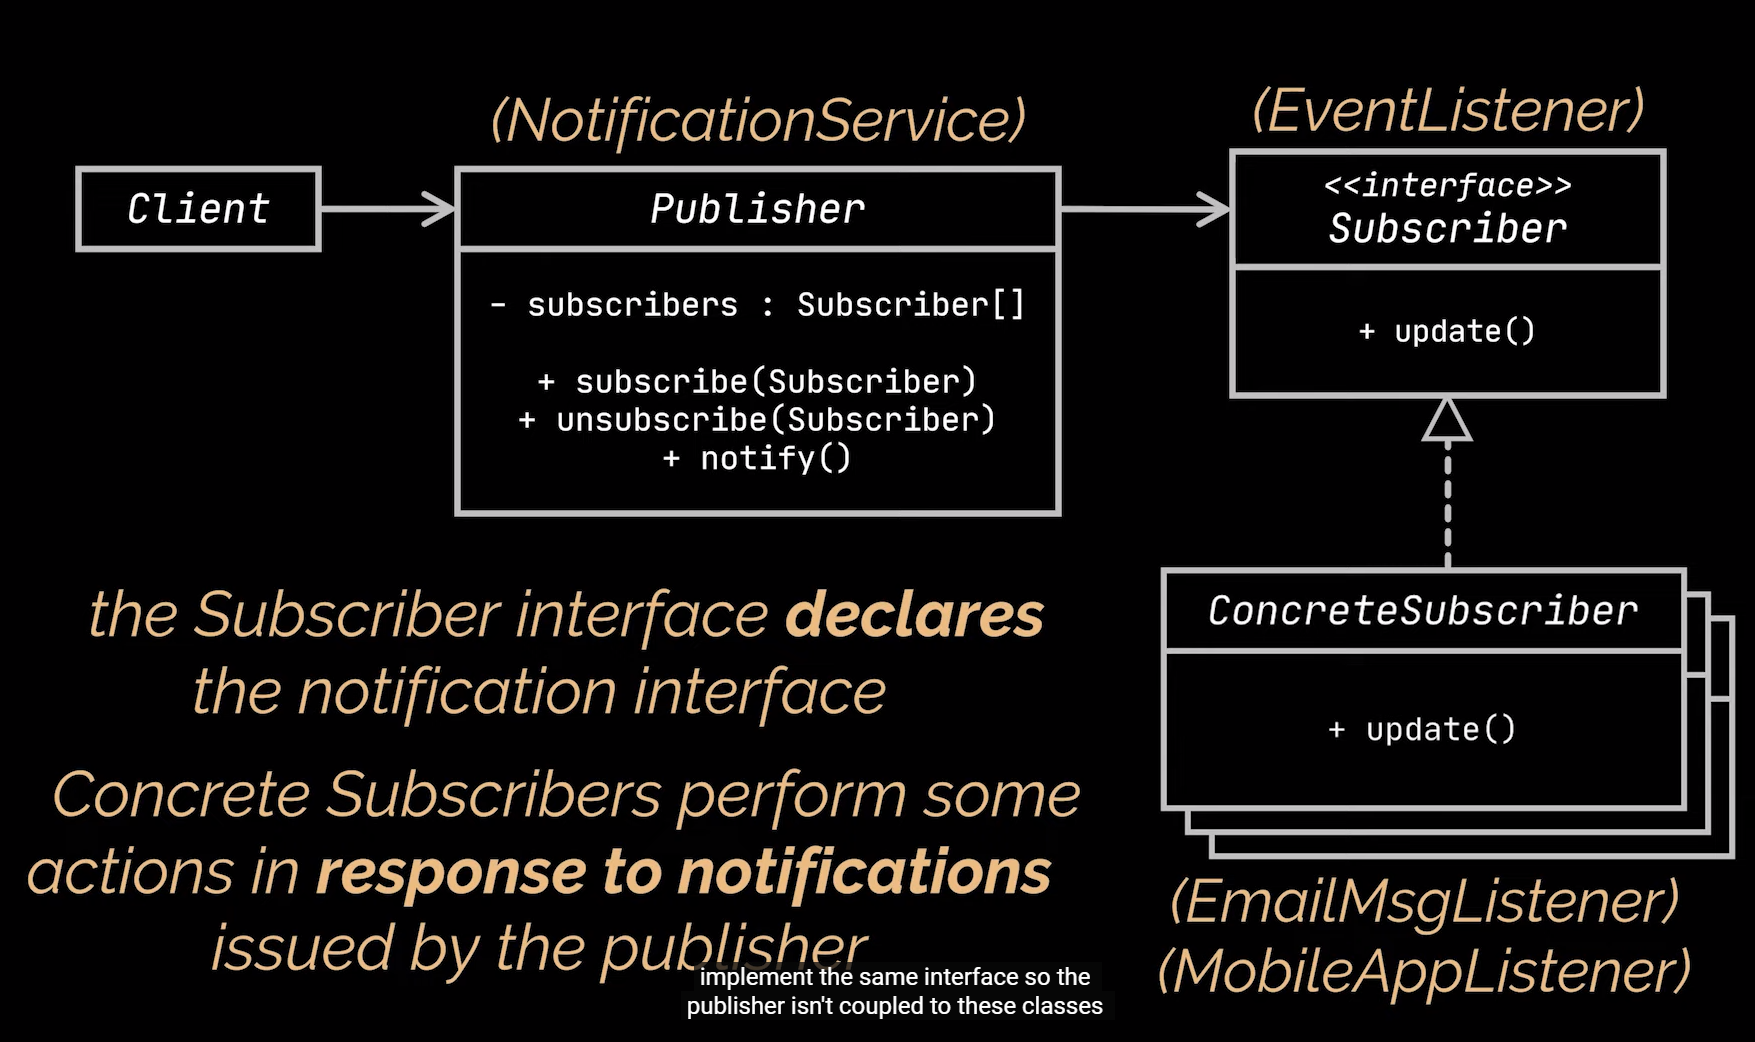 (NotificationService)
(EventListener)
Client
Publisher
<<interface>>
Subscriber
- subscribers : Subscriber[]
+ subscribe(Subscriber)
+ unsubscribe(Subscriber)
+ notify()
+ update()
the Subscriber interface declares
the notification interface
ConcreteSubscriber
+ update()
Concrete Subscribers perform some
actions in response to notifications
issued by the publisher
(EmailMsgListener)
(MobileAppListener)
implement the same interface so the
publisher isn't coupled to these classes